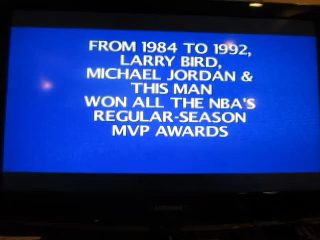 FROM 1984 TO 1992,
LARRY BIRD,
MICHAEL JORDAN &
THIS MAN
WON ALL THE NBA'S
REGULAR-SEASON
MVP AWARDS